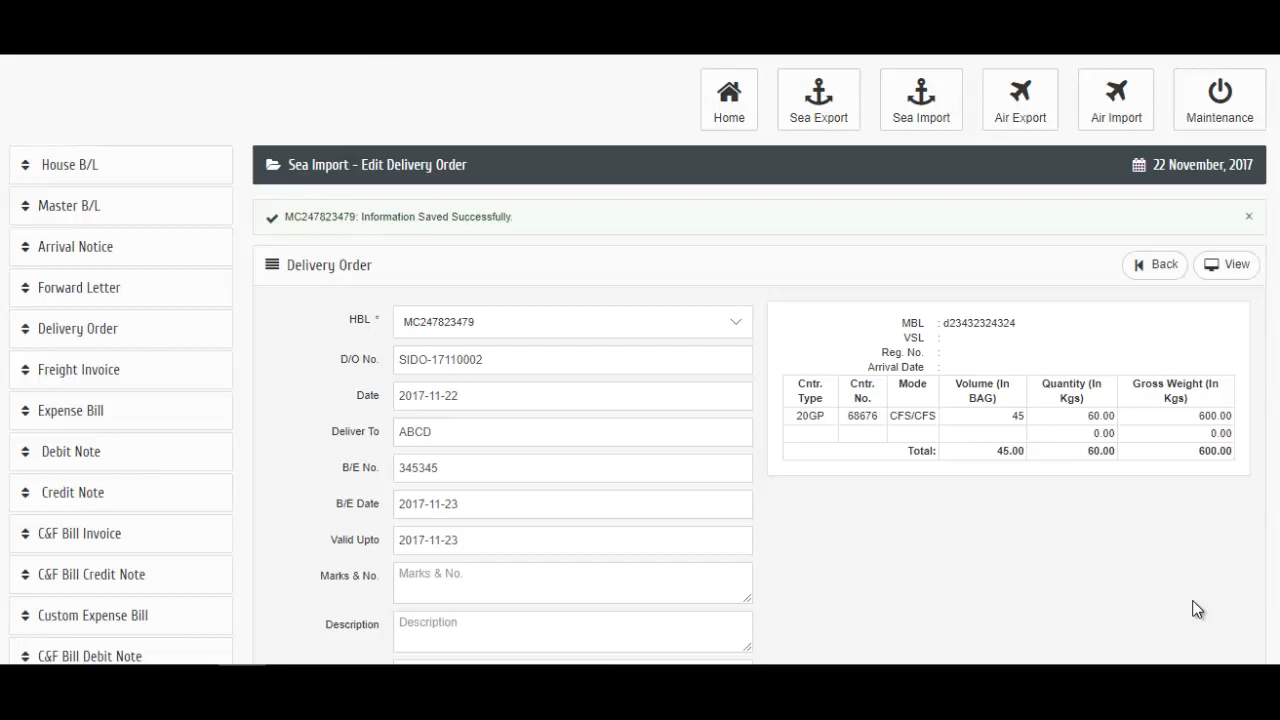 Home
Sea Export
Sea Import
Air Export
Air Import
Maintenance
House B/L
Master B/L
Arrival Notice
Forward Letter
Delivery Order
Freight Invoice
Expense Bill
Debit Note
Credit Note
C&F Bill Invoice
C&F Bill Credit Note
Custom Expense Bill
C&F Bill Debit Note
Sea Import - Edit Delivery Order
22 November, 2017
MC247823479: Information Saved Successfully.
×
Delivery Order
Back
View
HBL * MC247823479
D/O No. SIDO-17110002
Date 2017-11-22
Deliver To ABCD
B/E No. 345345
B/E Date 2017-11-23
Valid Upto 2017-11-23
Marks & No. Marks & No.
Description Description
MBL : d23432324324
VSL :
Reg. No. :
Arrival Date :
Cntr. Type Cntr. No. Mode Volume (In BAG) Quantity (In Kgs) Gross Weight (In Kgs)
20GP 68676 CFS/CFS 45 60.00 600.00
0.00 0.00
Total: 45.00 60.00 600.00